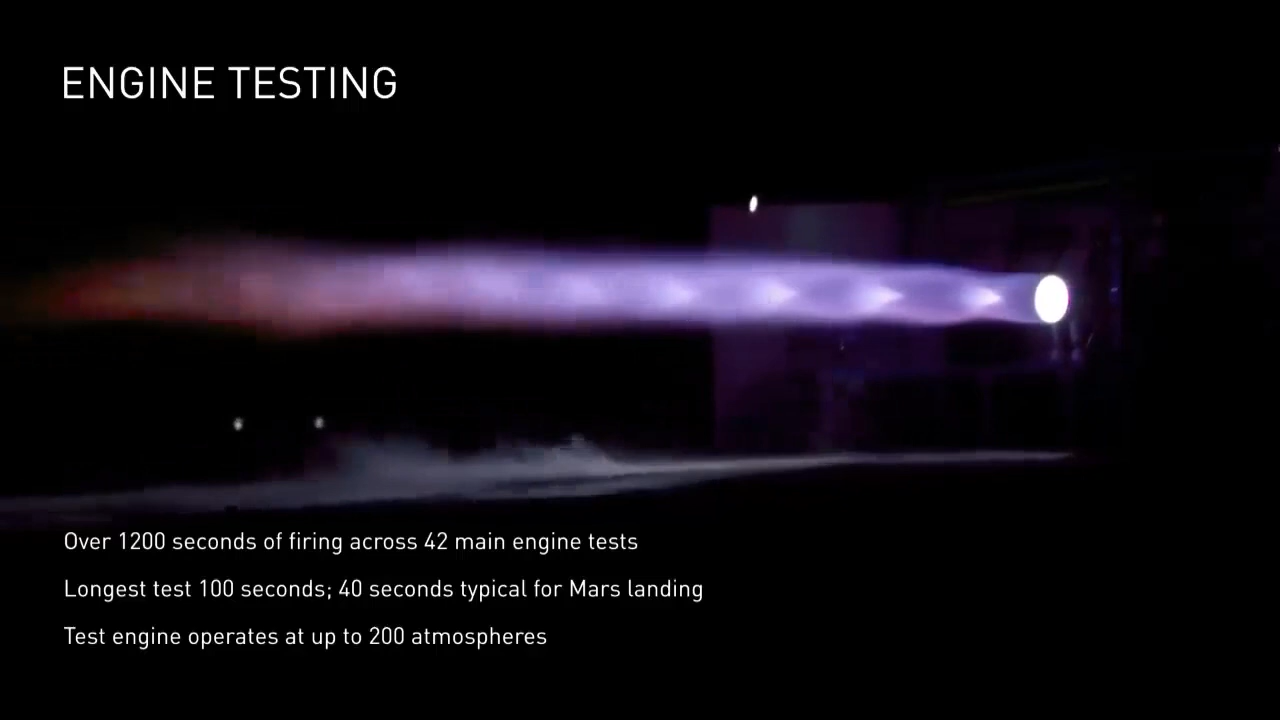 ENGINE TESTING
Over 1200 seconds of firing across 42 main engine tests
Longest test 100 seconds; 40 seconds typical for Mars landing
Test engine operates at up to 200 atmospheres